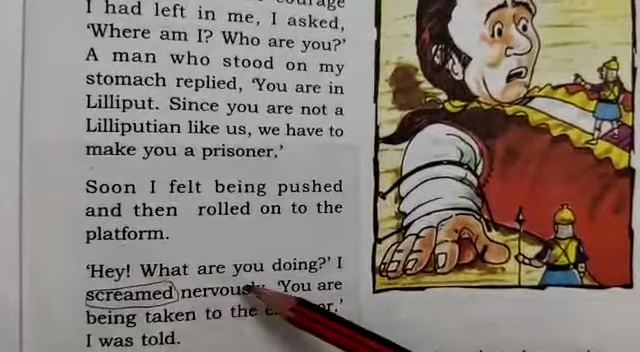 I had left in me, I asked,
'Where am I? Who are you?'
A man who stood on my
stomach replied, 'You are in
Lilliput. Since you are not a
Lilliputian like us, we have to
make you a prisoner.'
Soon I felt being pushed
and then rolled on to the
platform.
'Hey! What are you doing?' I
screamed nervously. 'You are
being taken to the
I was told.